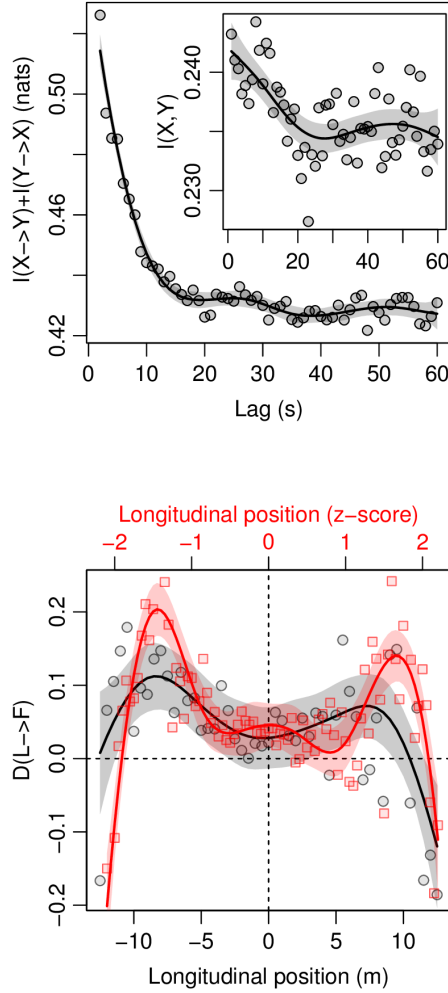 I(X−>Y)+I(Y−>X) (nats)
0.50
0.46
0.42
0 10 20 30 40 50 60
Lag (s)
I(X,Y)
0.240
0.230
0 20 40 60
Longitudinal position (z−score)
−2 −1 0 1 2
D(L−>F)
0.2
0.1
0.0
−0.1
−0.2
−10 −5 0 5 10
Longitudinal position (m)